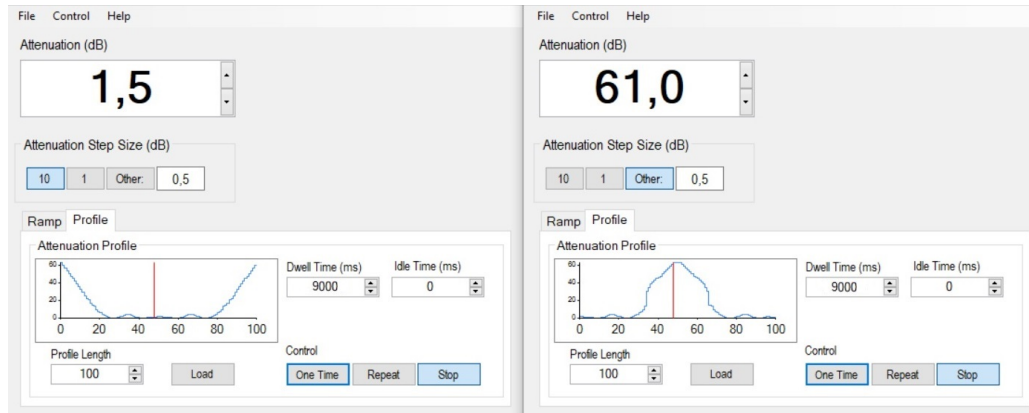 File Control Help
Attenuation (dB)
1,5
Attenuation Step Size (dB)
10 1 Other: 0,5
Ramp Profile
Attenuation Profile
60
40
20
0
0 20 40 60 80 100
Dwell Time (ms) Idle Time (ms)
9000 0
Profile Length
100 Load
Control
One Time Repeat Stop
File Control Help
Attenuation (dB)
61,0
Attenuation Step Size (dB)
10 1 Other: 0,5
Ramp Profile
Attenuation Profile
60
40
20
0
0 20 40 60 80 100
Dwell Time (ms) Idle Time (ms)
9000 0
Profile Length
100 Load
Control
One Time Repeat Stop